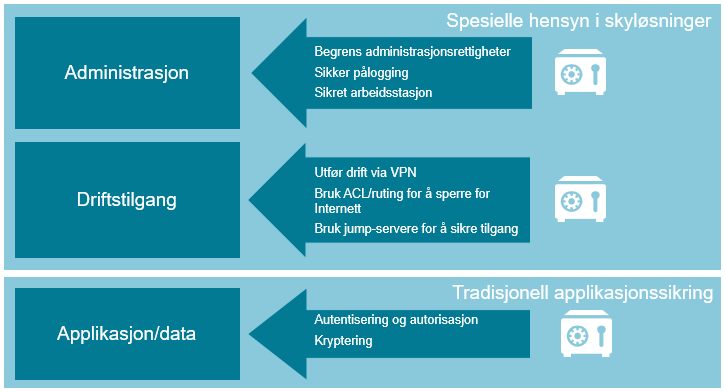 Spesielle hensyn i skyløsninger
Administrasjon
Begrens administrasjonsrettigheter
Sikker pålogging
Sikret arbeidsstasjon
Driftstilgang
Utfør drift via VPN
Bruk ACL/ruting for å sperre for
Internett
Bruk jump-servere for å sikre tilgang
Tradisjonell applikasjonssikring
Applikasjon/data
Autentisering og autorisasjon
Kryptering